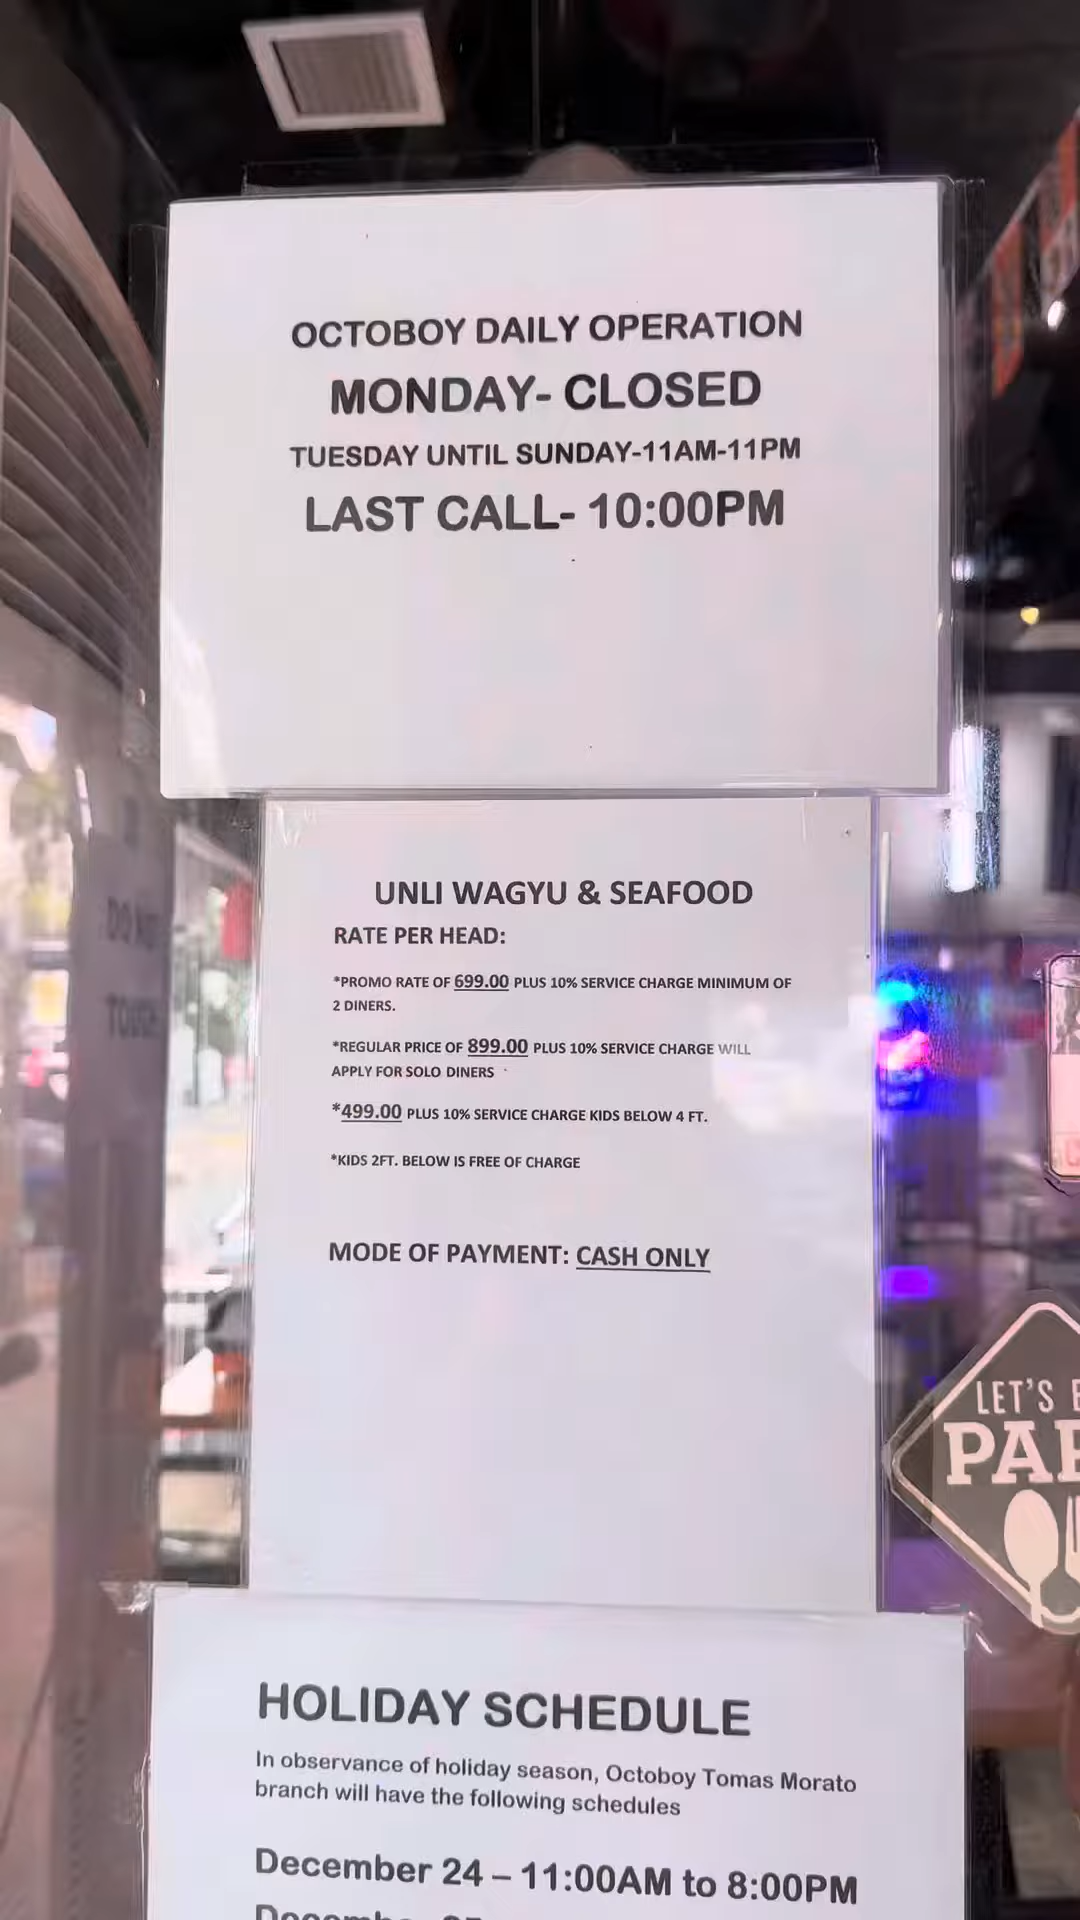 OCTOBOY DAILY OPERATION
MONDAY- CLOSED
TUESDAY UNTIL SUNDAY-11AM-11PM
LAST CALL- 10:00PM
UNLI WAGYU & SEAFOOD
RATE PER HEAD:
*PROMO RATE OF 699.00 PLUS 10% SERVICE CHARGE MINIMUM OF
2 DINERS.
*REGULAR PRICE OF 899.00 PLUS 10% SERVICE CHARGE WILL
APPLY FOR SOLO DINERS
*499.00 PLUS 10% SERVICE CHARGE KIDS BELOW 4 FT.
*KIDS 2FT. BELOW IS FREE OF CHARGE
MODE OF PAYMENT: CASH ONLY
LET'S
HOLIDAY SCHEDULE
In observance of holiday season, Octoboy Tomas Morato
branch will have the following schedules
December 24 – 11:00AM to 8:00PM